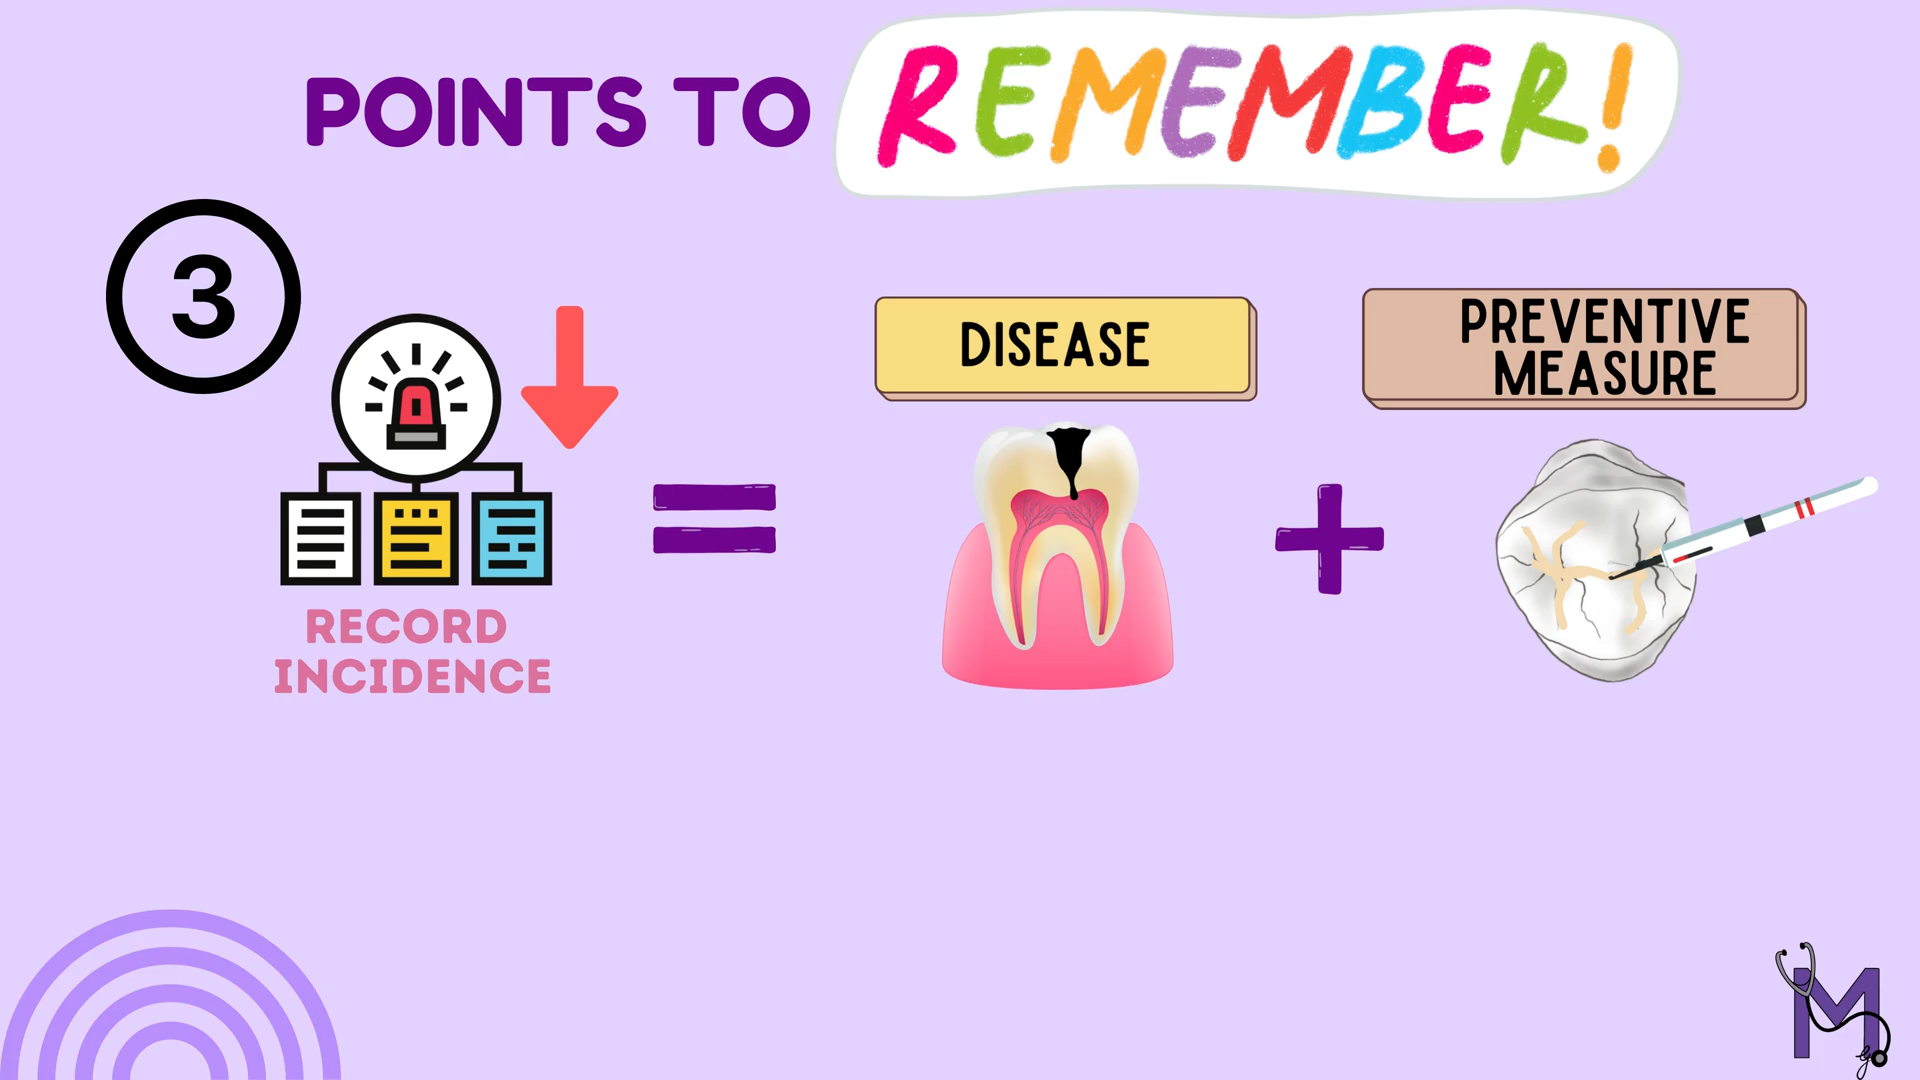 POINTS TO REMEMBER!
3
RECORD
INCIDENCE
DISEASE
PREVENTIVE
MEASURE
M